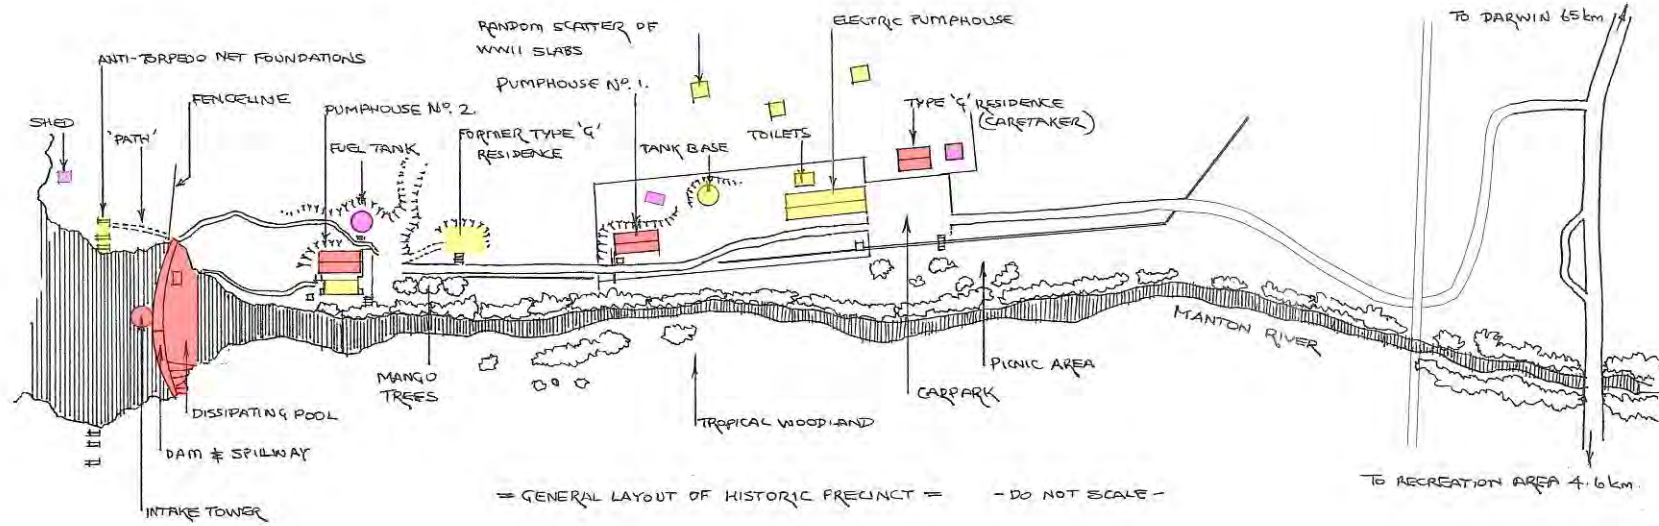 TO DARWIN 65km
ELECTRIC PUMPHOUSE
RANDOM SCATTER OF
WWII SLABS
ANTI-TORPEDO NET FOUNDATIONS
PUMPHOUSE Nº. 1.
FENCELINE
PUMPHOUSE Nº. 2.
TYPE 'G' RESIDENCE
(CARETAKER)
SHED
'PATH'
FUEL TANK
FORMER TYPE 'G'
RESIDENCE
TANK BASE
TOILETS
MANTON RIVER
PICNIC AREA
MANGO
TREES
CARPARK
DISSIPATING POOL
TROPICAL WOODLAND
DAM & SPILLWAY
TO RECREATION AREA 4.6km.
= GENERAL LAYOUT OF HISTORIC PRECINCT =
- DO NOT SCALE -
INTAKE TOWER